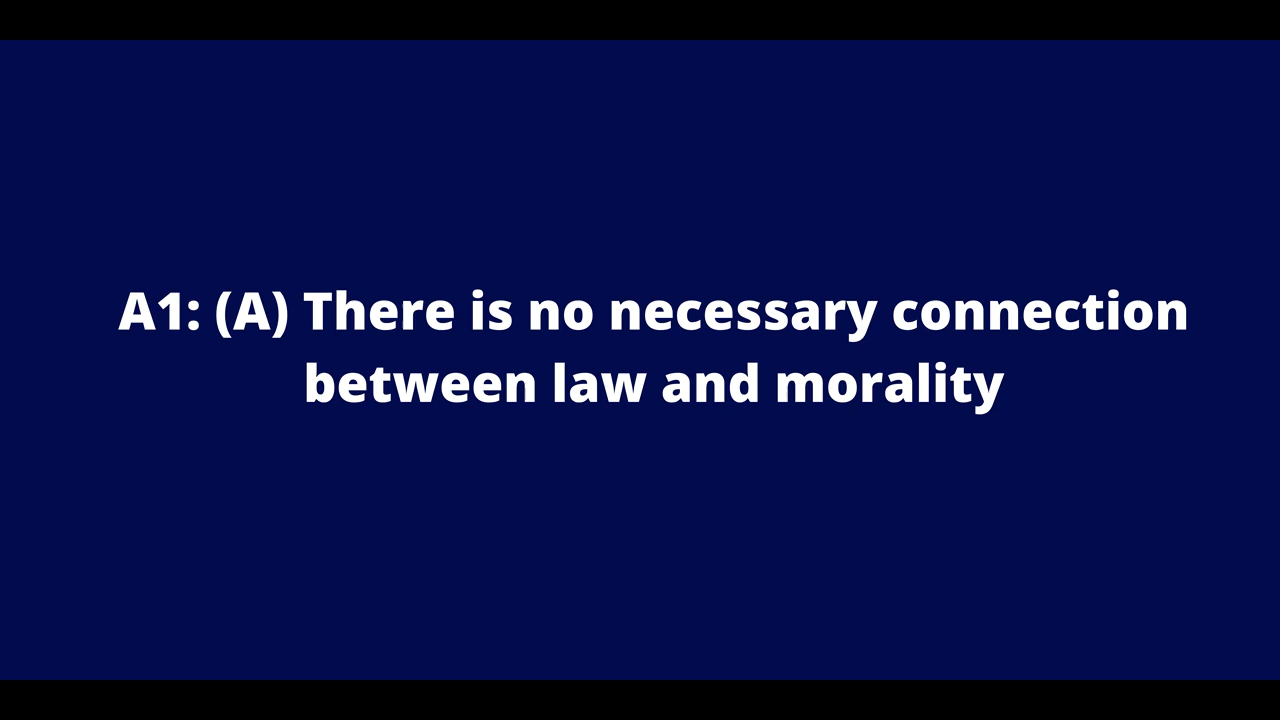 A1: (A) There is no necessary connection
between law and morality